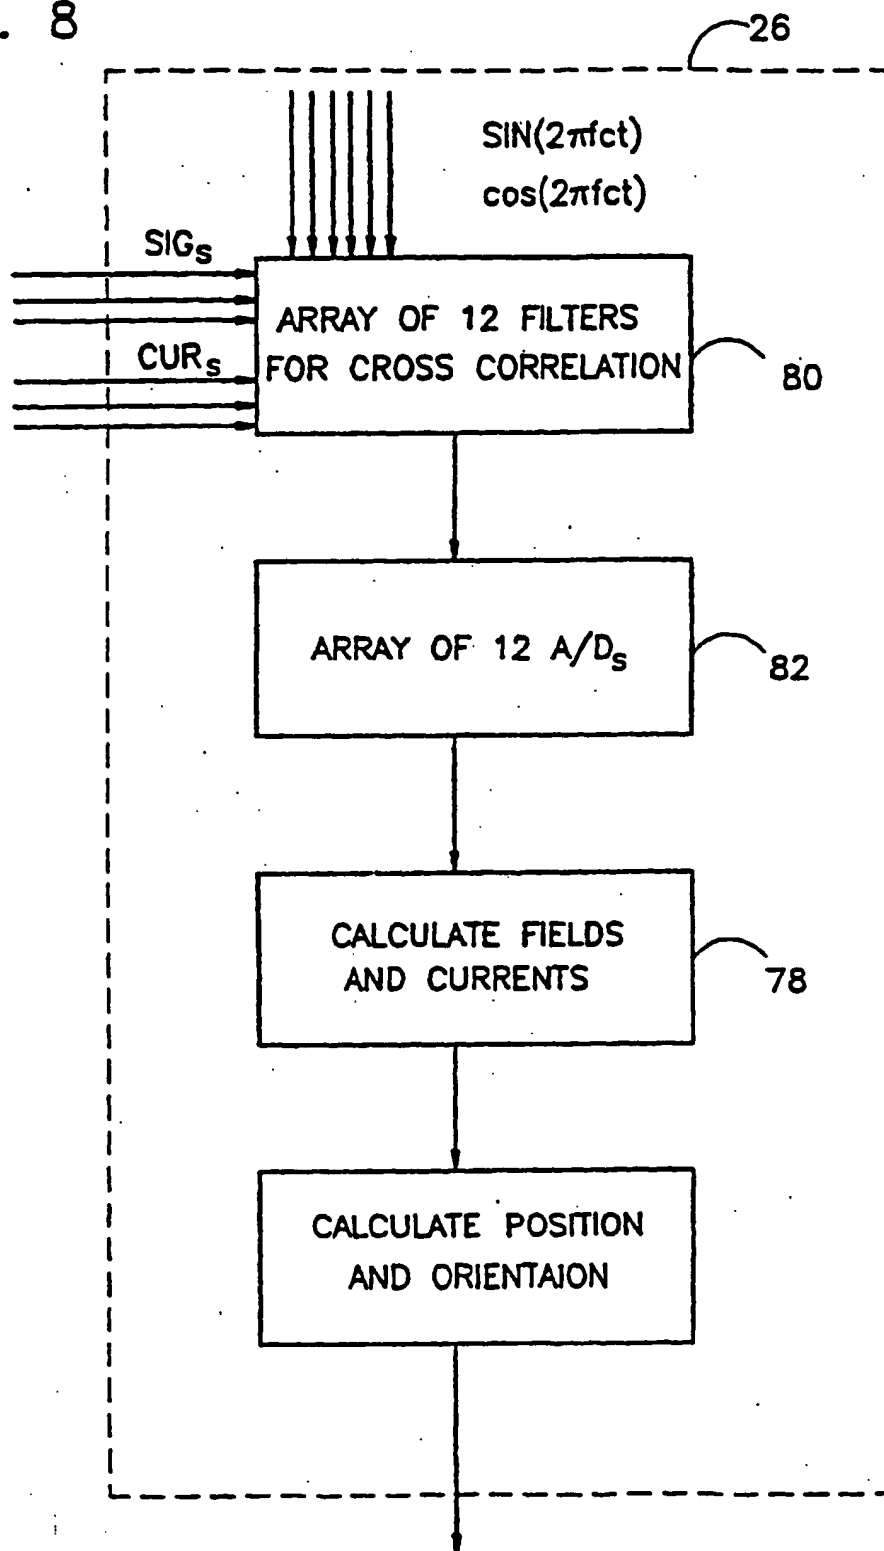 . 8
26
SIN(2πfct)
cos(2πfct)
SIGs
ARRAY OF 12 FILTERS
FOR CROSS CORRELATION
CURs
80
ARRAY OF 12 A/Ds
82
CALCULATE FIELDS
AND CURRENTS
78
CALCULATE POSITION
AND ORIENTAION